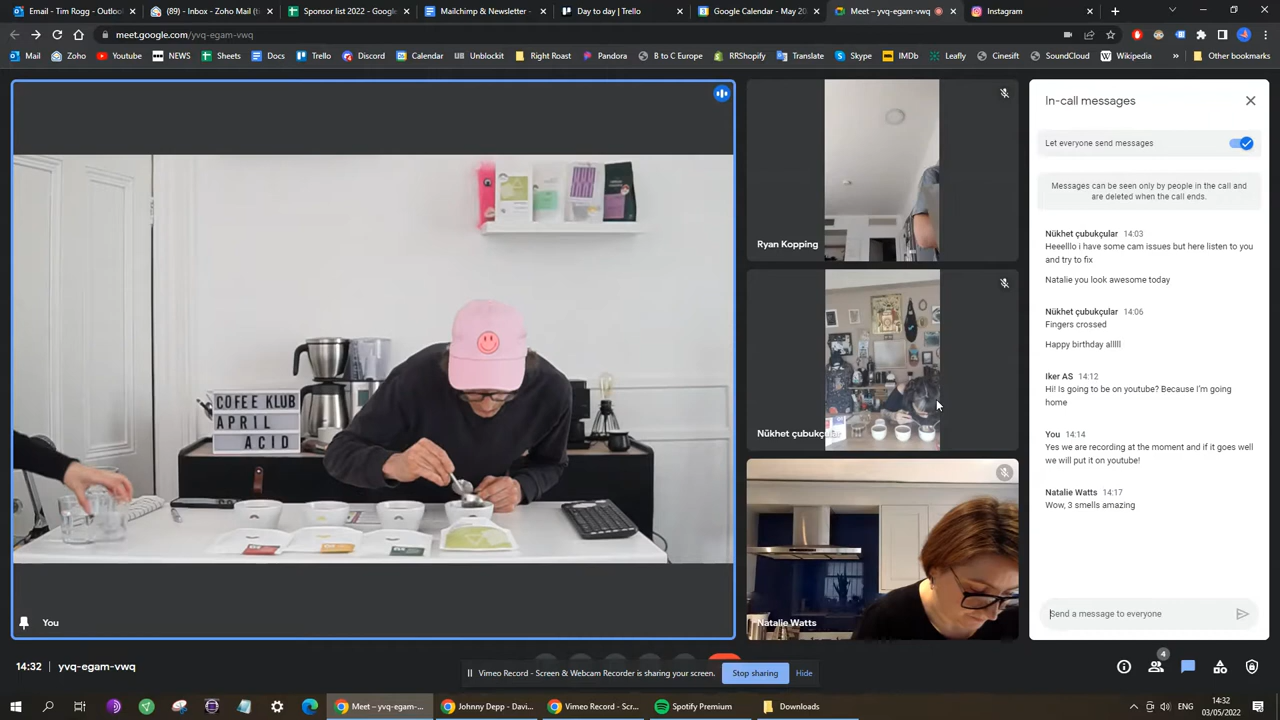 Email - Tim Rogg - Outloo
(89) - Inbox - Zoho Mail (t
Sponsor list 2022 - Google
Mailchimp & Newsletter -
Day to day | Trello
Google Calendar - May 20
Meet – yvq-egam-vwq
Instagram
meet.google.com/yvq-egam-vwq
Mail
NEW
Sheets
Docs
Trello
Discord
Calendar
Unblockit
Right Roast
Pandora
B to C Europe
RRShopify
Translate
Skype
IMDb
Leafly
Cinesift
SoundCloud
Wikipedia
»
Other bookmarks
COFEE KLUB
APRIL
ACID
You
Ryan Kopping
Nükhet çubukçular
Natalie Watts
In-call messages
Let everyone send messages
Messages can be seen only by people in the call and
are deleted when the call ends.
Nükhet çubukçular 14:03
Heeelllo i have some cam issues but here listen to you
and try to fix
Natalie you look awesome today
Nükhet çubukçular 14:06
Fingers crossed
Happy birthday alllll
Iker AS 14:12
Hi! Is going to be on youtube? Because I'm going
home
You 14:14
Yes we are recording at the moment and if it goes well
we will put it on youtube!
Natalie Watts 14:17
Wow, 3 smells amazing
Send a message to everyone
14:32 | yvq-egam-vwq
Vimeo Record - Screen & Webcam Recorder is sharing your screen.
Stop sharing
Hide
4
Meet – yvq-egam-...
Johnny Depp - Davi...
Vimeo Record - Scr...
Spotify Premium
Downloads
14:32
03/05/2022